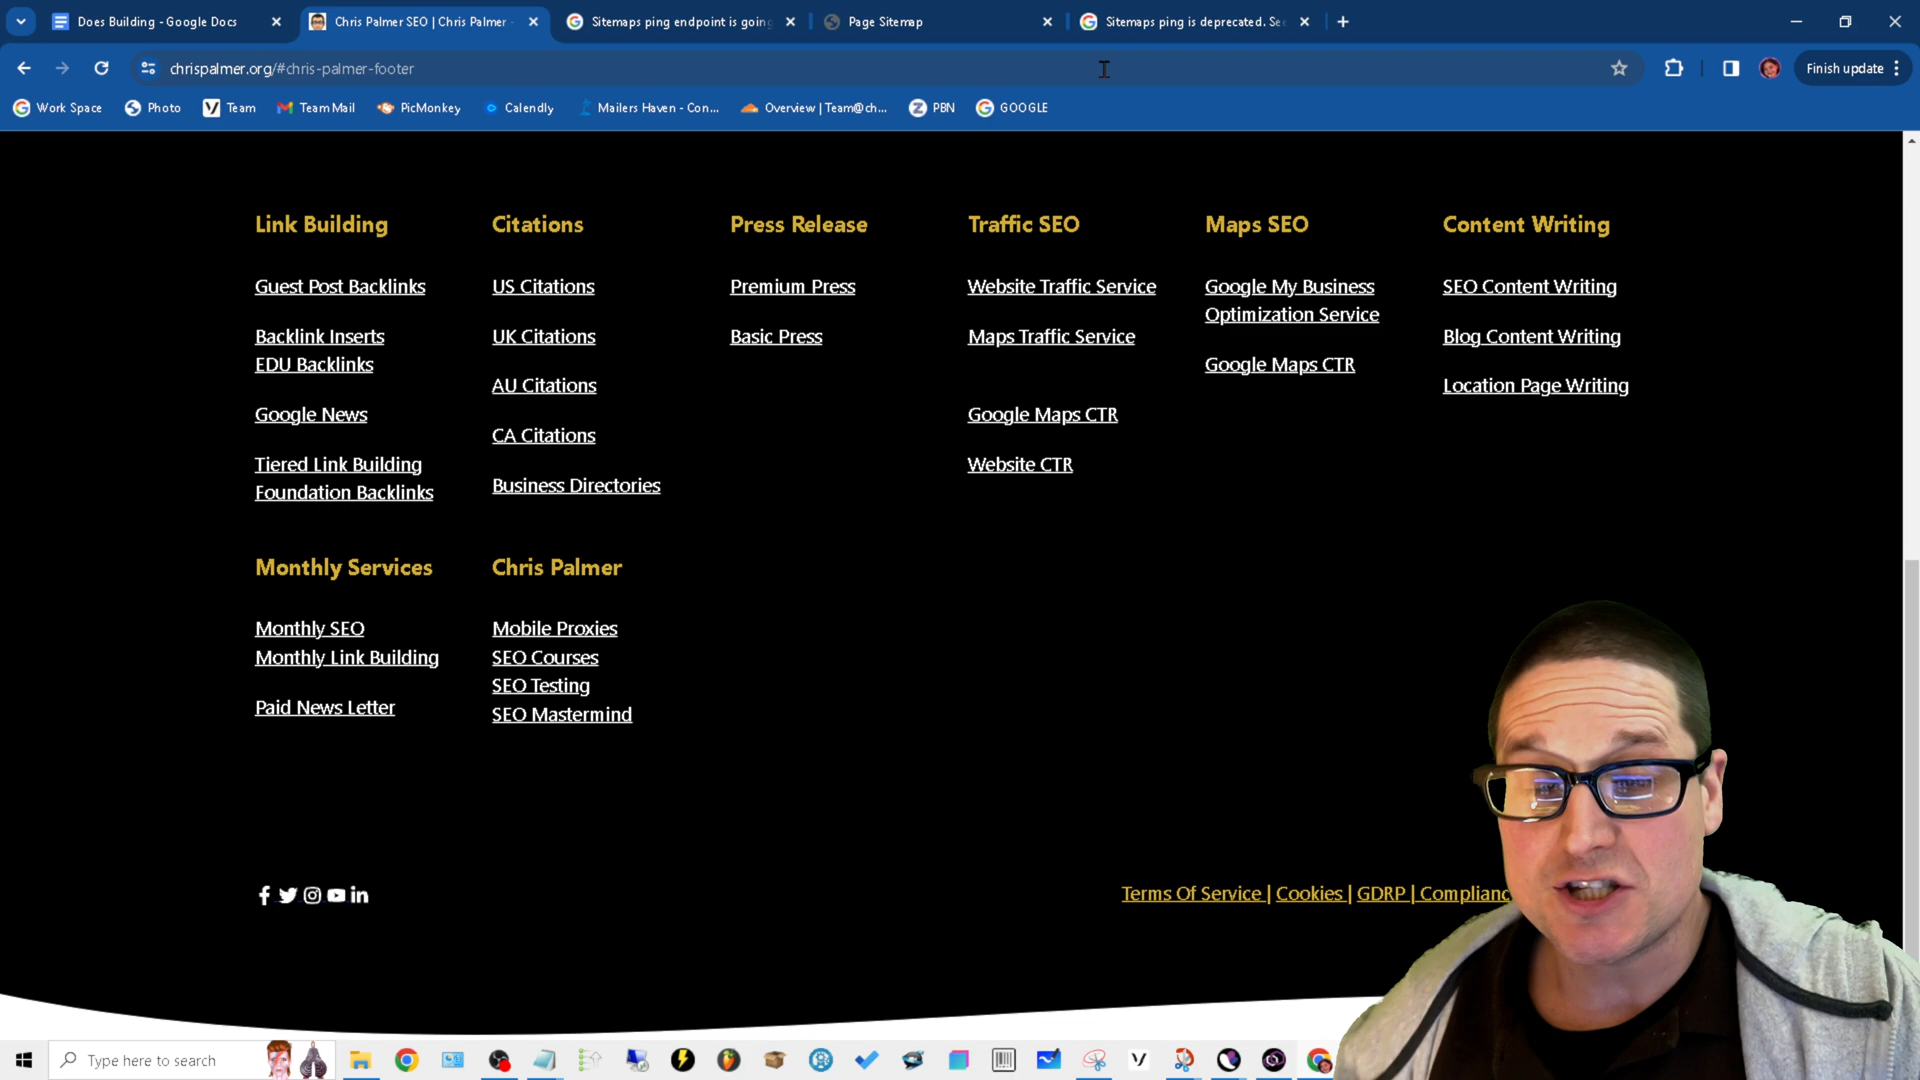 Does Building - Google Docs
Chris Palmer SEO | Chris Palmer -
Sitemaps ping endpoint is going
Page Sitemap
Sitemaps ping is deprecated. Se
chrispalmer.org/#chris-palmer-footer
Finish update
Work Space
Photo
Team
Team Mail
PicMonkey
Calendly
Mailers Haven - Con...
Overview | Team@ch...
PBN
GOOGLE
Link Building
Guest Post Backlinks
Backlink Inserts
EDU Backlinks
Google News
Tiered Link Building
Foundation Backlinks
Citations
US Citations
UK Citations
AU Citations
CA Citations
Business Directories
Press Release
Premium Press
Basic Press
Traffic SEO
Website Traffic Service
Maps Traffic Service
Google Maps CTR
Website CTR
Maps SEO
Google My Business
Optimization Service
Google Maps CTR
Content Writing
SEO Content Writing
Blog Content Writing
Location Page Writing
Monthly Services
Monthly SEO
Monthly Link Building
Paid News Letter
Chris Palmer
Mobile Proxies
SEO Courses
SEO Testing
SEO Mastermind
Terms Of Service | Cookies | GDRP | Complianc
Type here to search